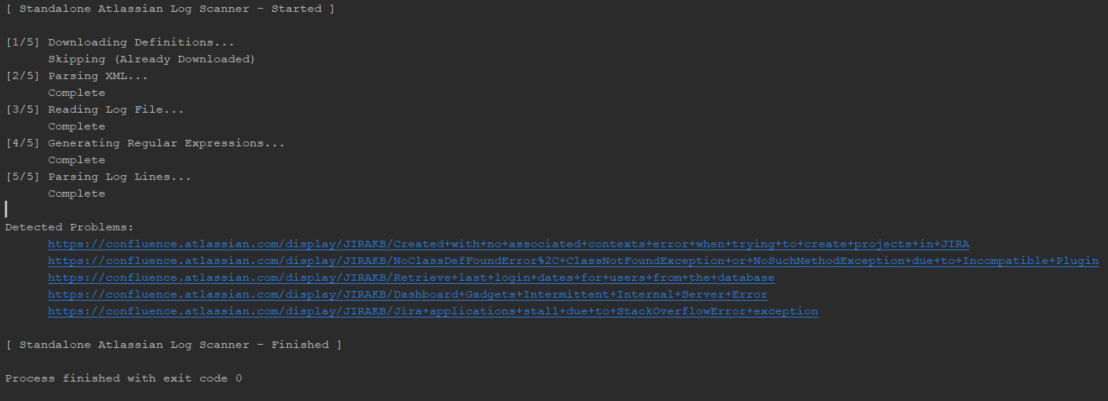 [ Standalone Atlassian Log Scanner - Started ]
[1/5] Downloading Definitions...
Skipping (Already Downloaded)
[2/5] Parsing XML...
Complete
[3/5] Reading Log File...
Complete
[4/5] Generating Regular Expressions...
Complete
[5/5] Parsing Log Lines...
Complete
Detected Problems:
https://confluence.atlassian.com/display/JIRAKB/Created+with+no+associated+contexts+error+when+trying+to+create+projects+in+JIRA
https://confluence.atlassian.com/display/JIRAKB/NoClassDefFoundError%2C+ClassNotFoundException+or+NoSuchMethodException+due+to+Incompatible+Plugin
https://confluence.atlassian.com/display/JIRAKB/Retrieve+last+login+dates+for+users+from+the+database
https://confluence.atlassian.com/display/JIRAKB/Dashboard+Gadgets+Intermittent+Internal+Server+Error
https://confluence.atlassian.com/display/JIRAKB/Jira+applications+stall+due+to+StackOverflowError+exception
[ Standalone Atlassian Log Scanner - Finished ]
Process finished with exit code 0